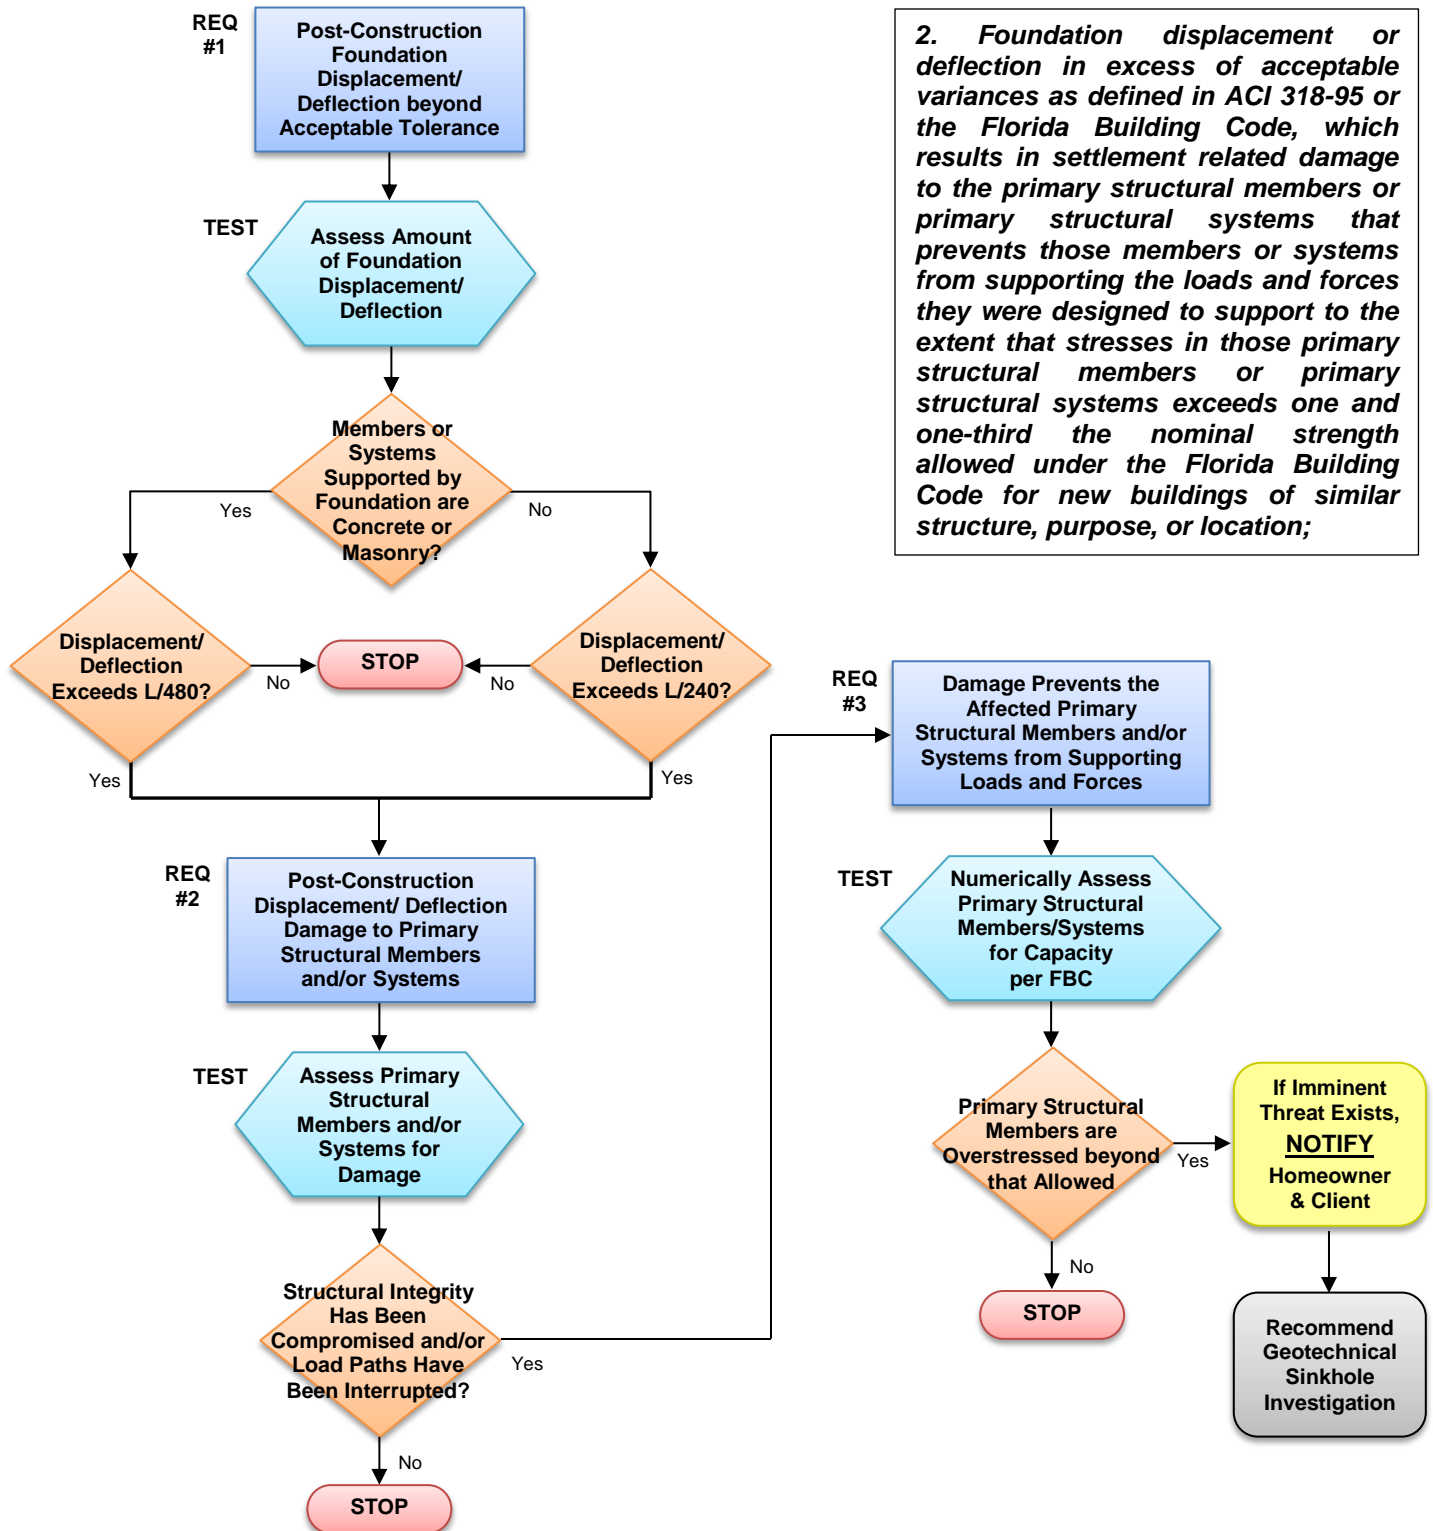 REQ
#1
Post-Construction
Foundation
Displacement/
Deflection beyond
Acceptable Tolerance
TEST
Assess Amount
of Foundation
Displacement/
Deflection
Members or
Systems
Supported by
Foundation are
Concrete or
Masonry?
Yes
No
Displacement/
Deflection
Exceeds L/480?
No
STOP
Displacement/
Deflection
Exceeds L/240?
No
Yes
Yes
REQ
#2
Post-Construction
Displacement/ Deflection
Damage to Primary
Structural Members
and/or Systems
TEST
Assess Primary
Structural
Members and/or
Systems for
Damage
Structural Integrity
Has Been
Compromised and/or
Load Paths Have
Been Interrupted?
Yes
No
STOP
2. Foundation displacement or
deflection in excess of acceptable
variances as defined in ACI 318-95 or
the Florida Building Code, which
results in settlement related damage
to the primary structural members or
primary structural systems that
prevents those members or systems
from supporting the loads and forces
they were designed to support to the
extent that stresses in those primary
structural members or primary
structural systems exceeds one and
one-third the nominal strength
allowed under the Florida Building
Code for new buildings of similar
structure, purpose, or location;
REQ
#3
Damage Prevents the
Affected Primary
Structural Members and/or
Systems from Supporting
Loads and Forces
TEST
Numerically Assess
Primary Structural
Members/Systems
for Capacity
per FBC
Primary Structural
Members are
Overstressed beyond
that Allowed
Yes
No
STOP
If Imminent
Threat Exists,
NOTIFY
Homeowner
& Client
Recommend
Geotechnical
Sinkhole
Investigation